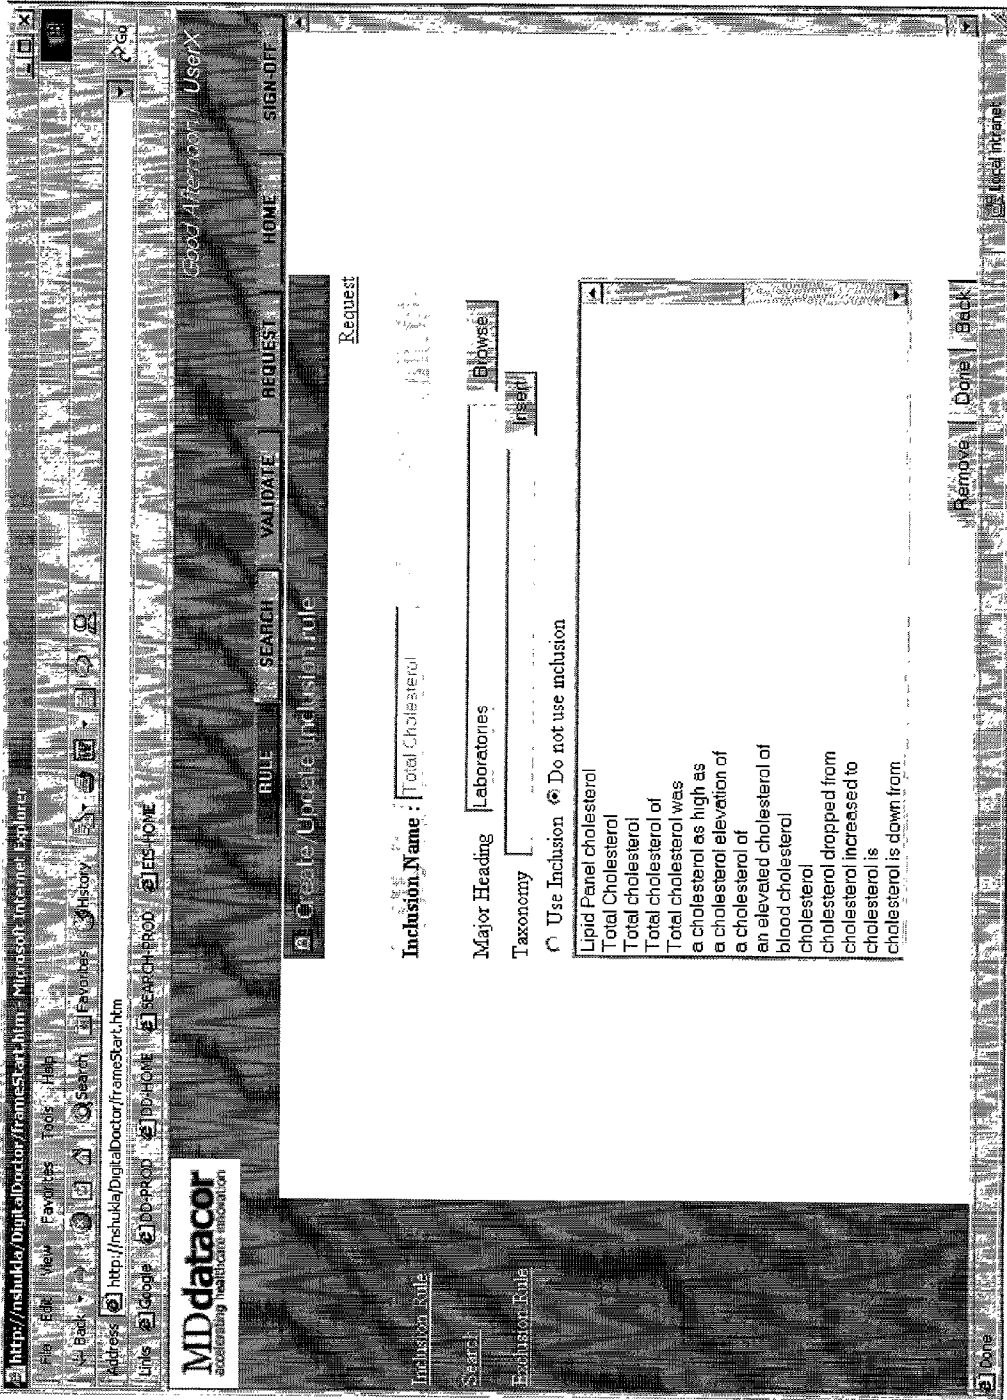 http://nshukla/DigitalDoctor/frameStart.htm - Microsoft Internet Explorer
File Edit View Favorites Tools Help
Back Search Favorites History
Address http://nshukla/DigitalDoctor/frameStart.htm Go
Links Google DD-PROD DD-HOME SEARCH-PROD EIS-HOME
MDdatacor
accelerating healthcare innovation
Good Afternoon / UserX
RULE SEARCH VALIDATE REQUEST HOME SIGN-OFF
Inclusion Rule
Search
Exclusion Rule
Create/Update Inclusion rule
Request
Inclusion Name : Total Cholesterol
Major Heading Laboratories Browse
Taxonomy Insert
Use Inclusion Do not use inclusion
Lipid Panel cholesterol
Total Cholesterol
Total cholesterol
Total cholesterol of
Total cholesterol was
a cholesterol as high as
a cholesterol elevation of
a cholesterol of
an elevated cholesterol of
blood cholesterol
cholesterol
cholesterol dropped from
cholesterol increased to
cholesterol is
cholesterol is down from
Remove Done Back
Done Local intranet